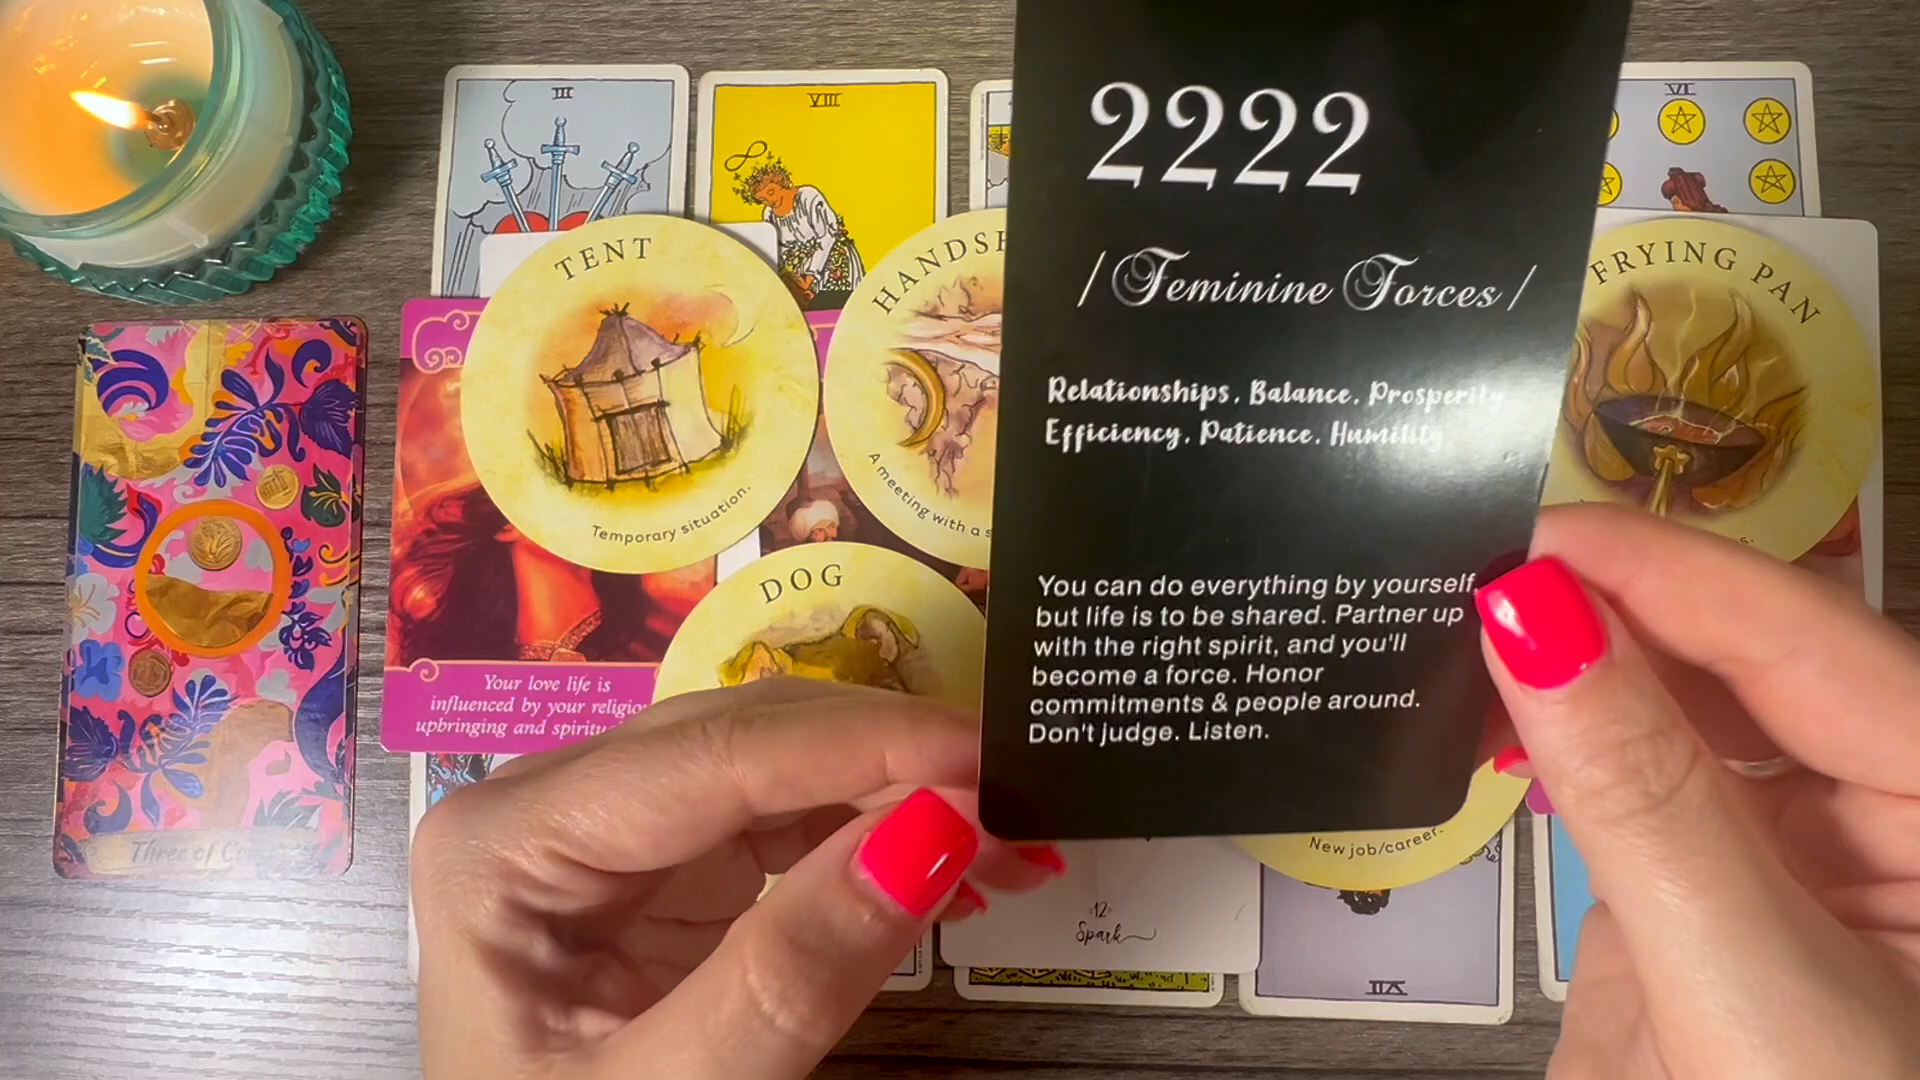 III
VIII
VI
2222
/ Feminine Forces /
Relationships, Balance, Prosperity
Efficiency, Patience, Humility
You can do everything by yourself,
but life is to be shared. Partner up
with the right spirit, and you'll
become a force. Honor
commitments & people around.
Don't judge. Listen.
TENT
Temporary situation.
A meeting with a
FRYING PAN
DOG
Your love life is
influenced by your
upbringing and
New job/career.
12
Spark
VII
Three of